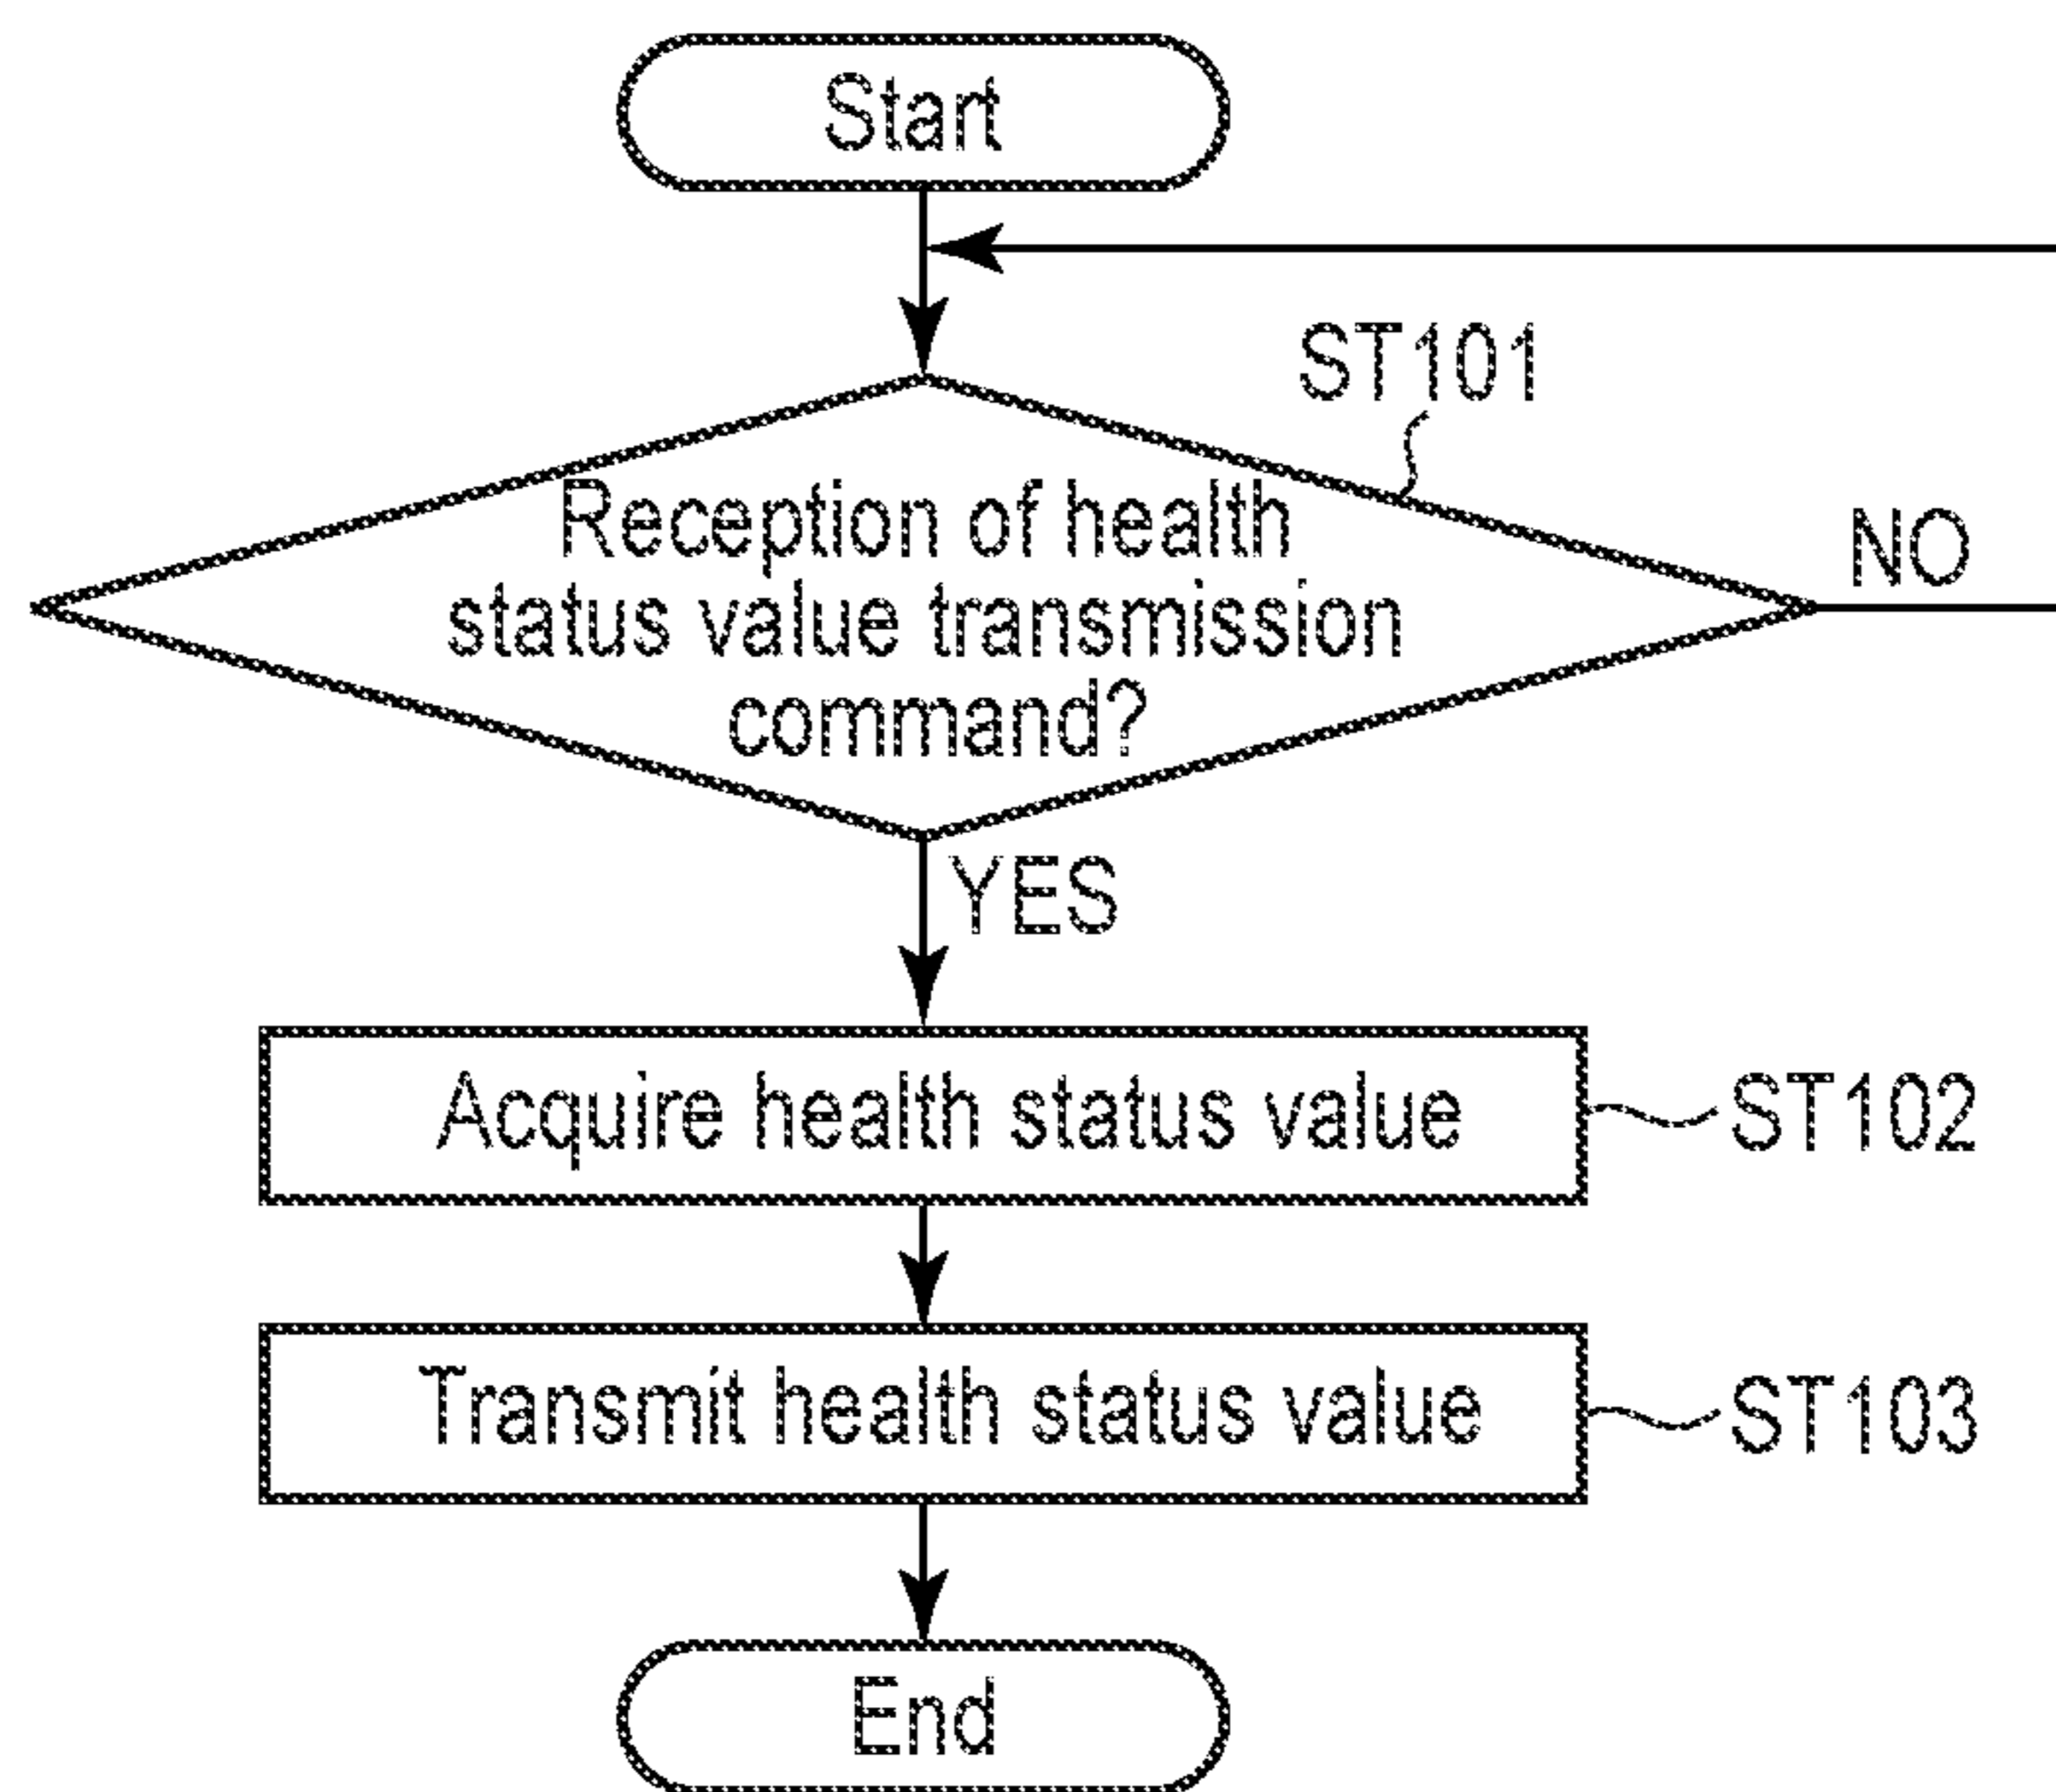 Start
ST101
Reception of health
status value transmission
command?
NO
YES
Acquire health status value
ST102
Transmit health status value
ST103
End